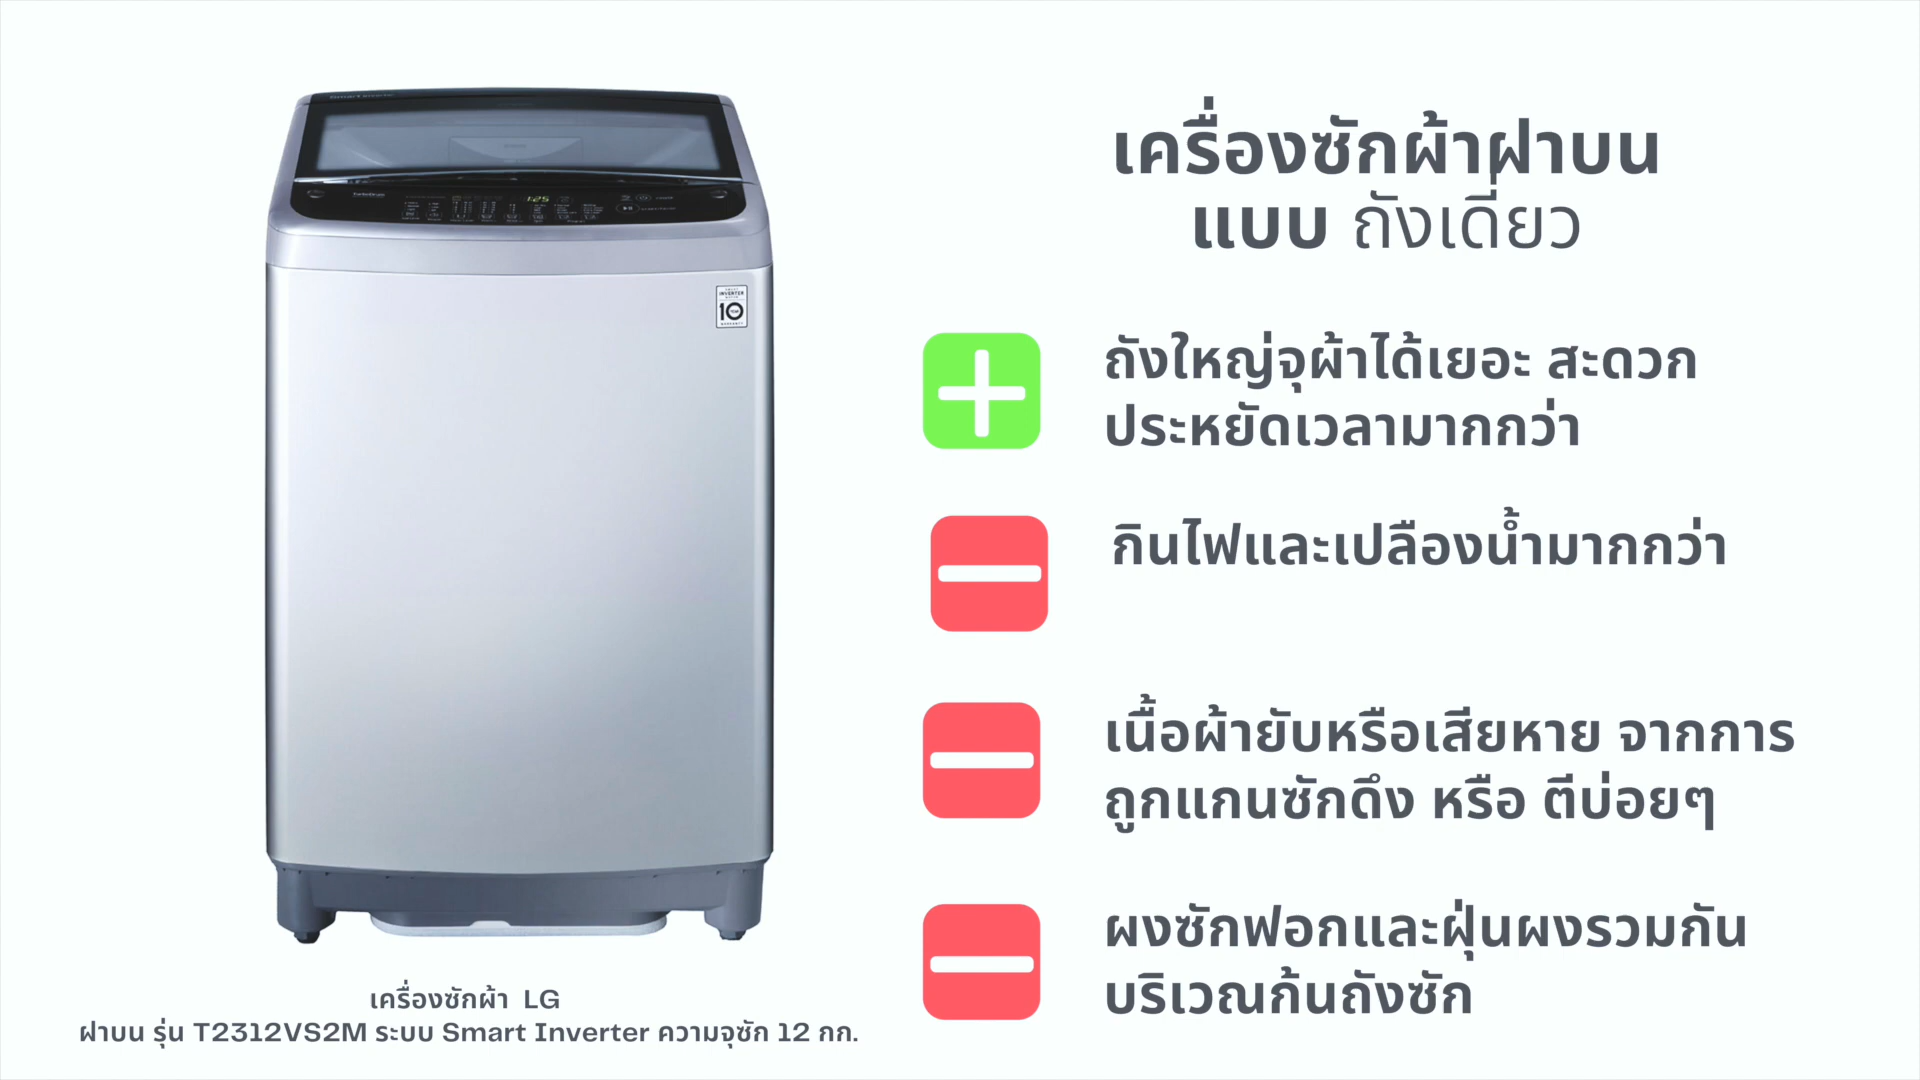 เครื่องซักผ้าฝาบน
แบบ ถังเดี่ยว
ถังใหญ่จุผ้าได้เยอะ สะดวก
ประหยัดเวลามากกว่า
กินไฟและเปลืองน้ำมากกว่า
เนื้อผ้ายับหรือเสียหาย จากการ
ถูกแกนซักดึง หรือ ตีบ่อยๆ
ผงซักฟอกและฝุ่นผงรวมกัน
บริเวณก้นถังซัก
Smart Inverter
1:25
INVERTER
10
WARRANTY
เครื่องซักผ้า LG
ฝาบน รุ่น T2312VS2M ระบบ Smart Inverter ความจุซัก 12 กก.